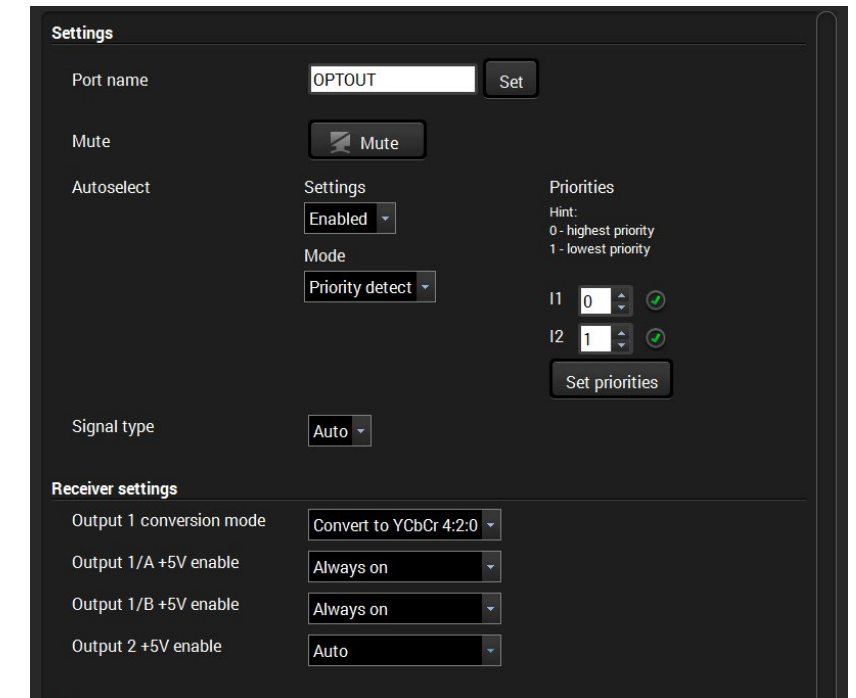 Settings
Port name OPTOUT Set
Mute Mute
Autoselect Settings Priorities
Enabled Hint:
0 - highest priority
1 - lowest priority
Mode
Priority detect
I1 0
I2 1
Set priorities
Signal type Auto
Receiver settings
Output 1 conversion mode Convert to YCbCr 4:2:0
Output 1/A +5V enable Always on
Output 1/B +5V enable Always on
Output 2 +5V enable Auto